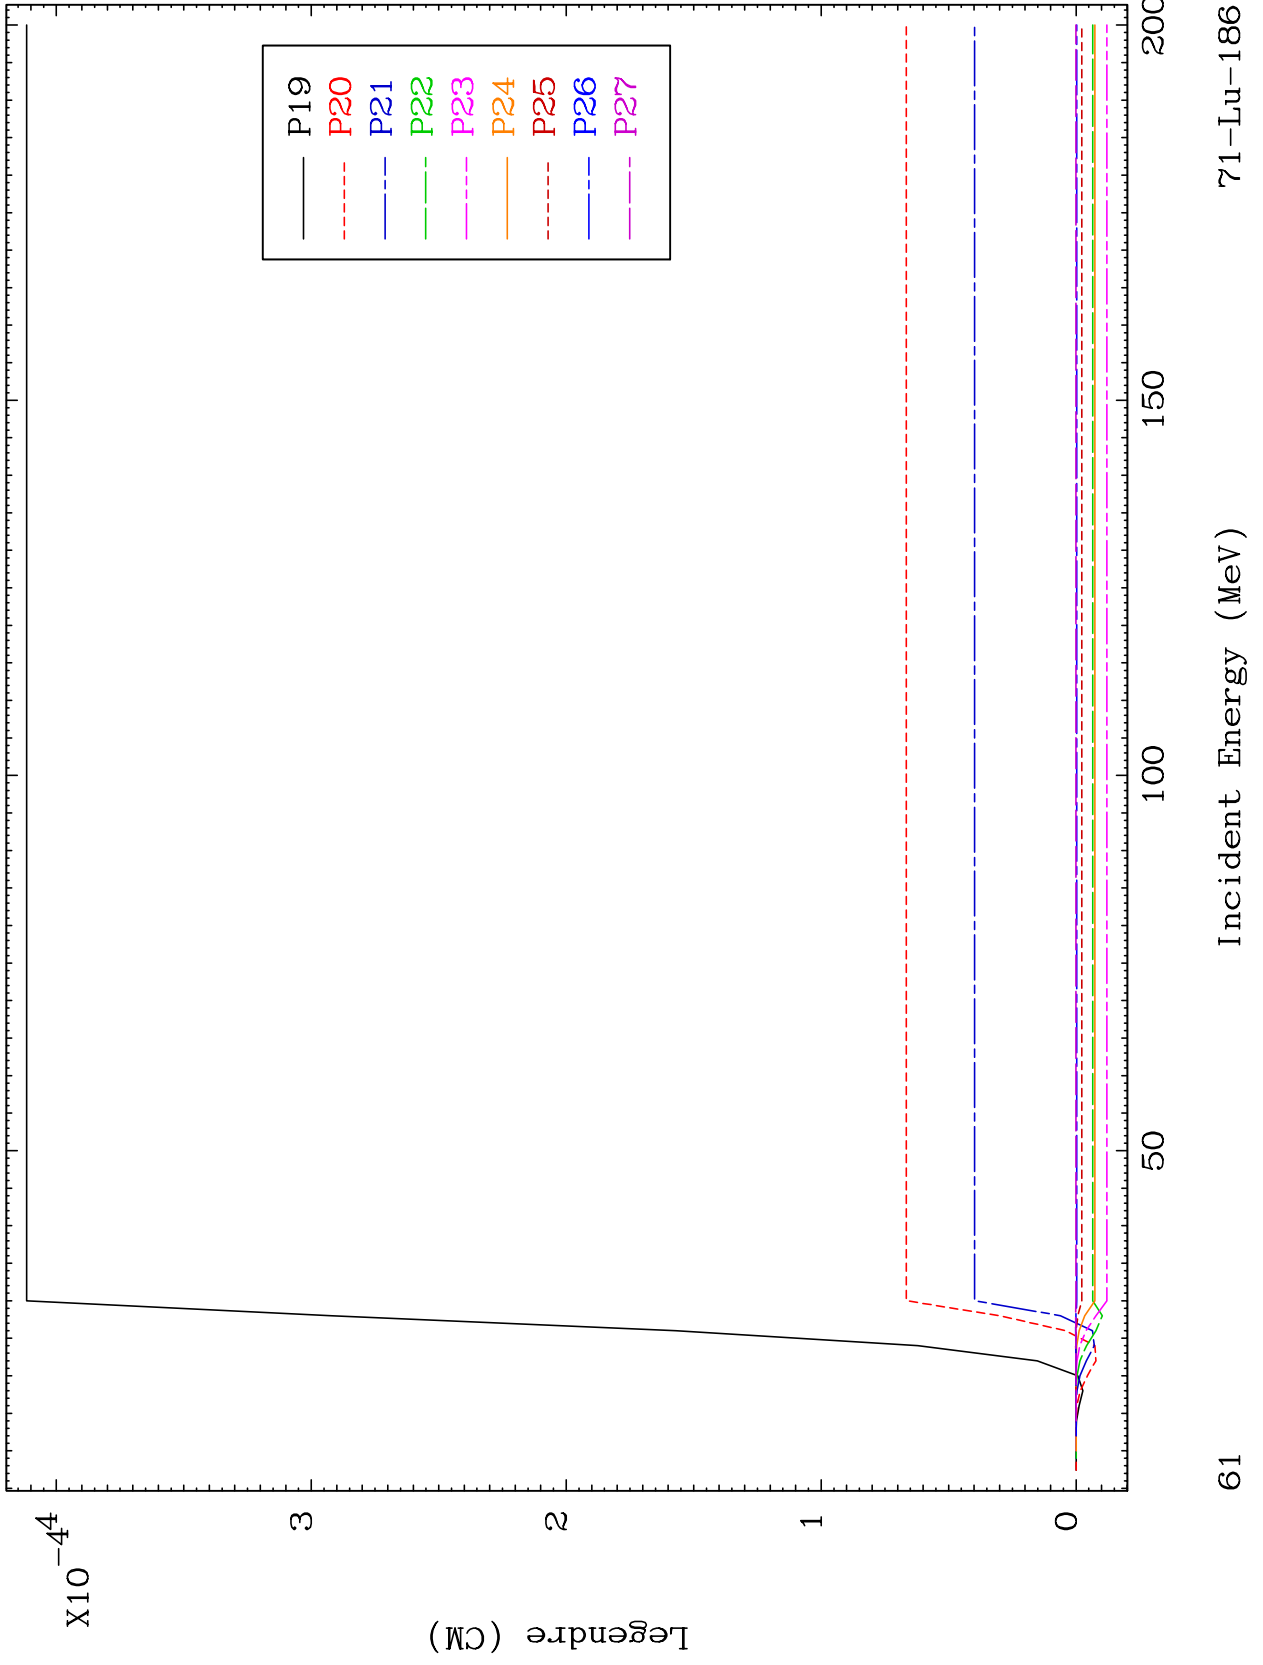 X10^-4
Legendre (CM)
4
3
2
1
0
P19
P20
P21
P22
P23
P24
P25
P26
P27
50
100
150
200
Incident Energy (MeV)
61
71-Lu-186